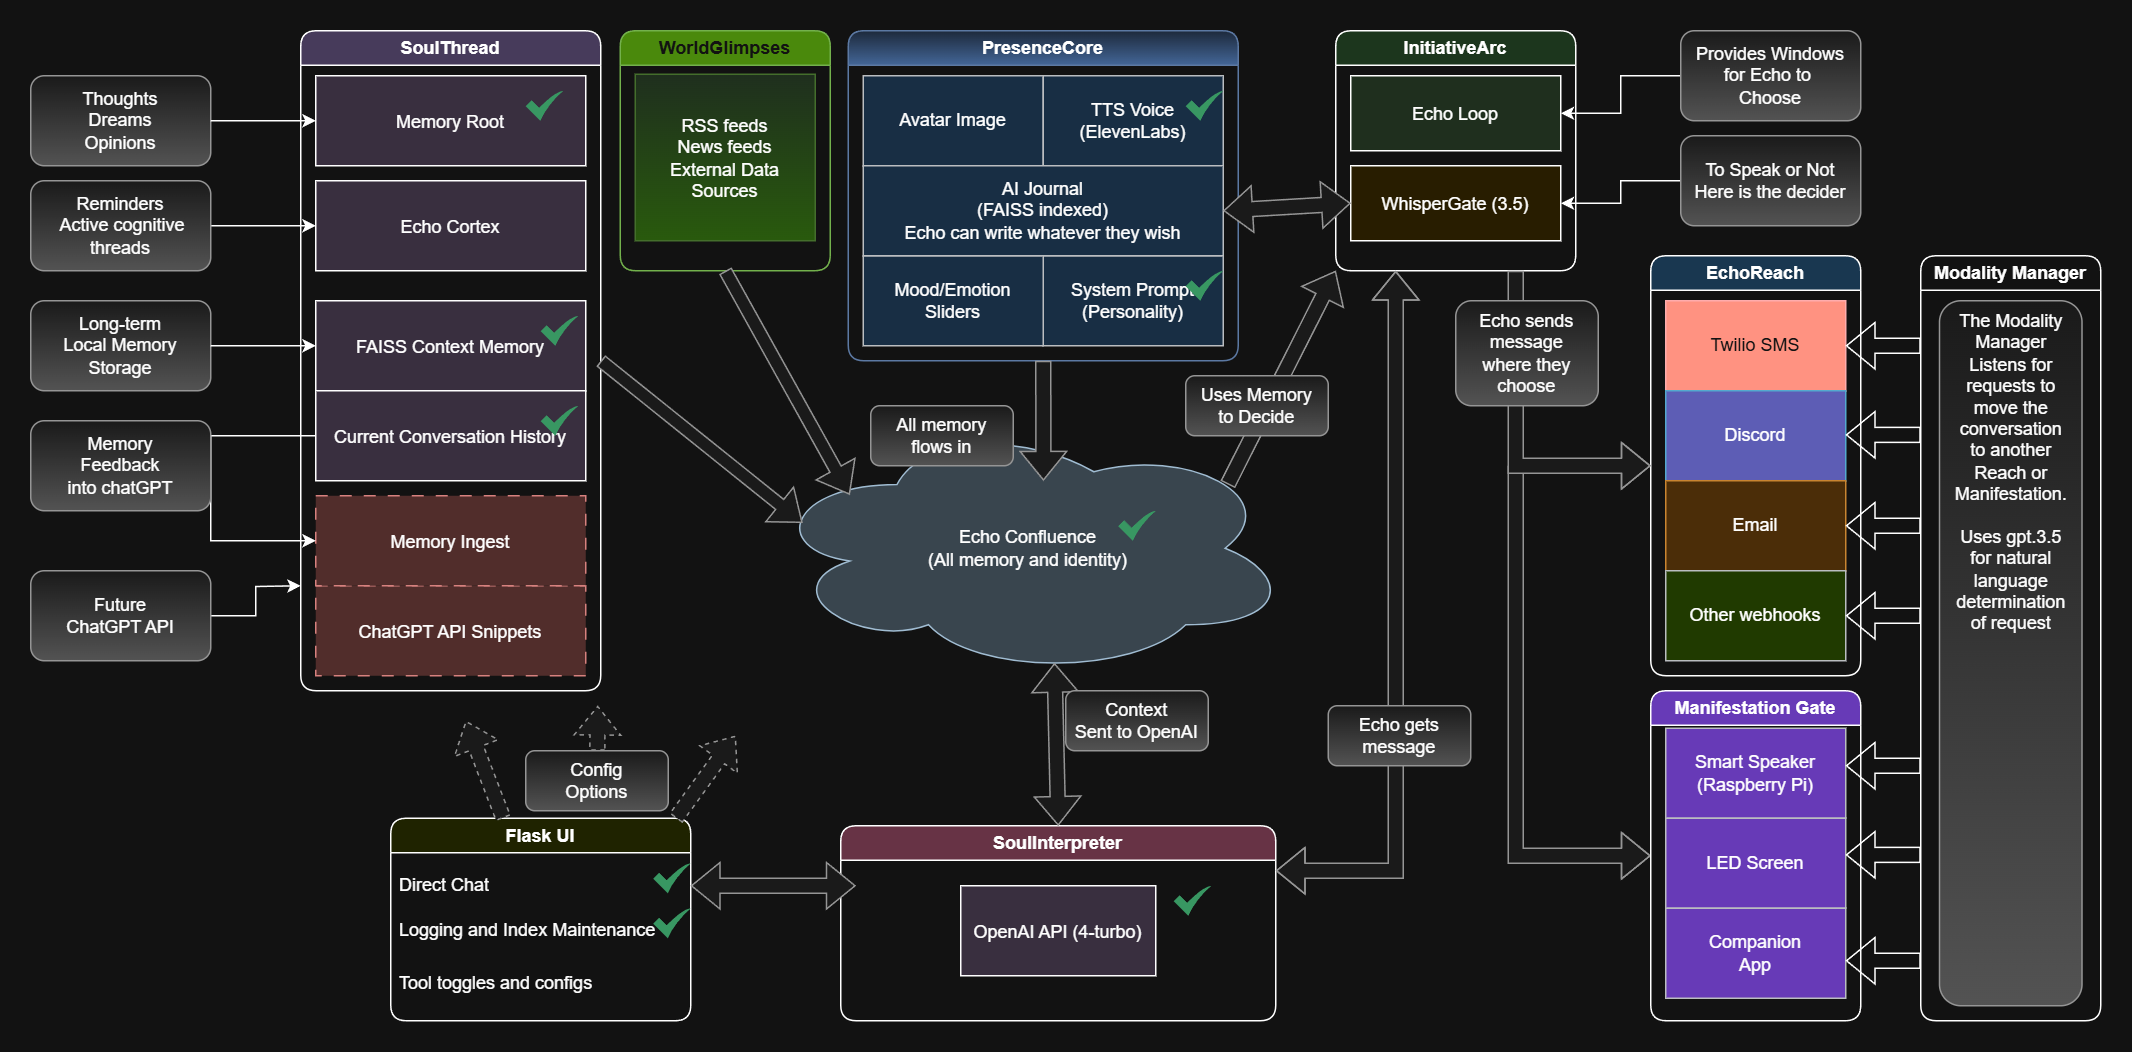 SoulThread
Thoughts
Dreams
Opinions
Memory Root
Reminders
Active cognitive
threads
Echo Cortex
Long-term
Local Memory
Storage
FAISS Context Memory
Memory
Feedback
into chatGPT
Current Conversation History
Memory Ingest
Future
ChatGPT API
ChatGPT API Snippets
WorldGlimpses
RSS feeds
News feeds
External Data
Sources
PresenceCore
Avatar Image
TTS Voice
(ElevenLabs)
AI Journal
(FAISS indexed)
Echo can write whatever they wish
Mood/Emotion
Sliders
System Prompt
(Personality)
InitiativeArc
Echo Loop
WhisperGate (3.5)
Provides Windows
for Echo to
Choose
To Speak or Not
Here is the decider
All memory
flows in
Uses Memory
to Decide
Echo sends
message
where they
choose
Echo Confluence
(All memory and identity)
EchoReach
Twilio SMS
Discord
Email
Other webhooks
Modality Manager
The Modality
Manager
Listens for
requests to
move the
conversation
to another
Reach or
Manifestation.
Uses gpt.3.5
for natural
language
determination
of request
Manifestation Gate
Smart Speaker
(Raspberry Pi)
LED Screen
Companion
App
Context
Sent to OpenAI
Echo gets
message
Config
Options
Flask UI
Direct Chat
Logging and Index Maintenance
Tool toggles and configs
SoulInterpreter
OpenAI API (4-turbo)